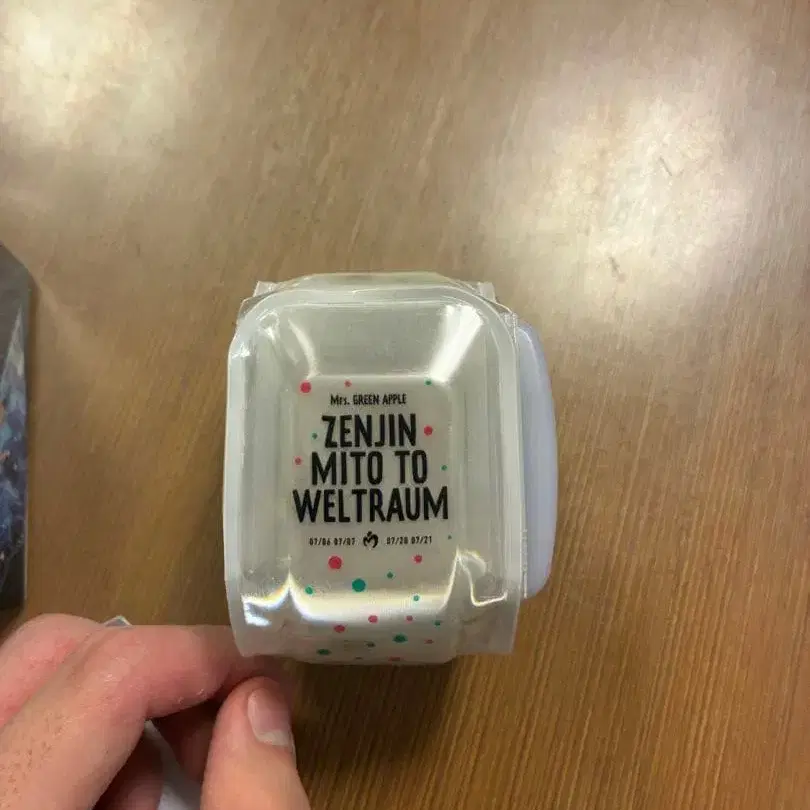 Mrs. GREEN APPLE
ZENJIN
MITO TO
WELTRAUM
07/06 07/07 07/20 07/21